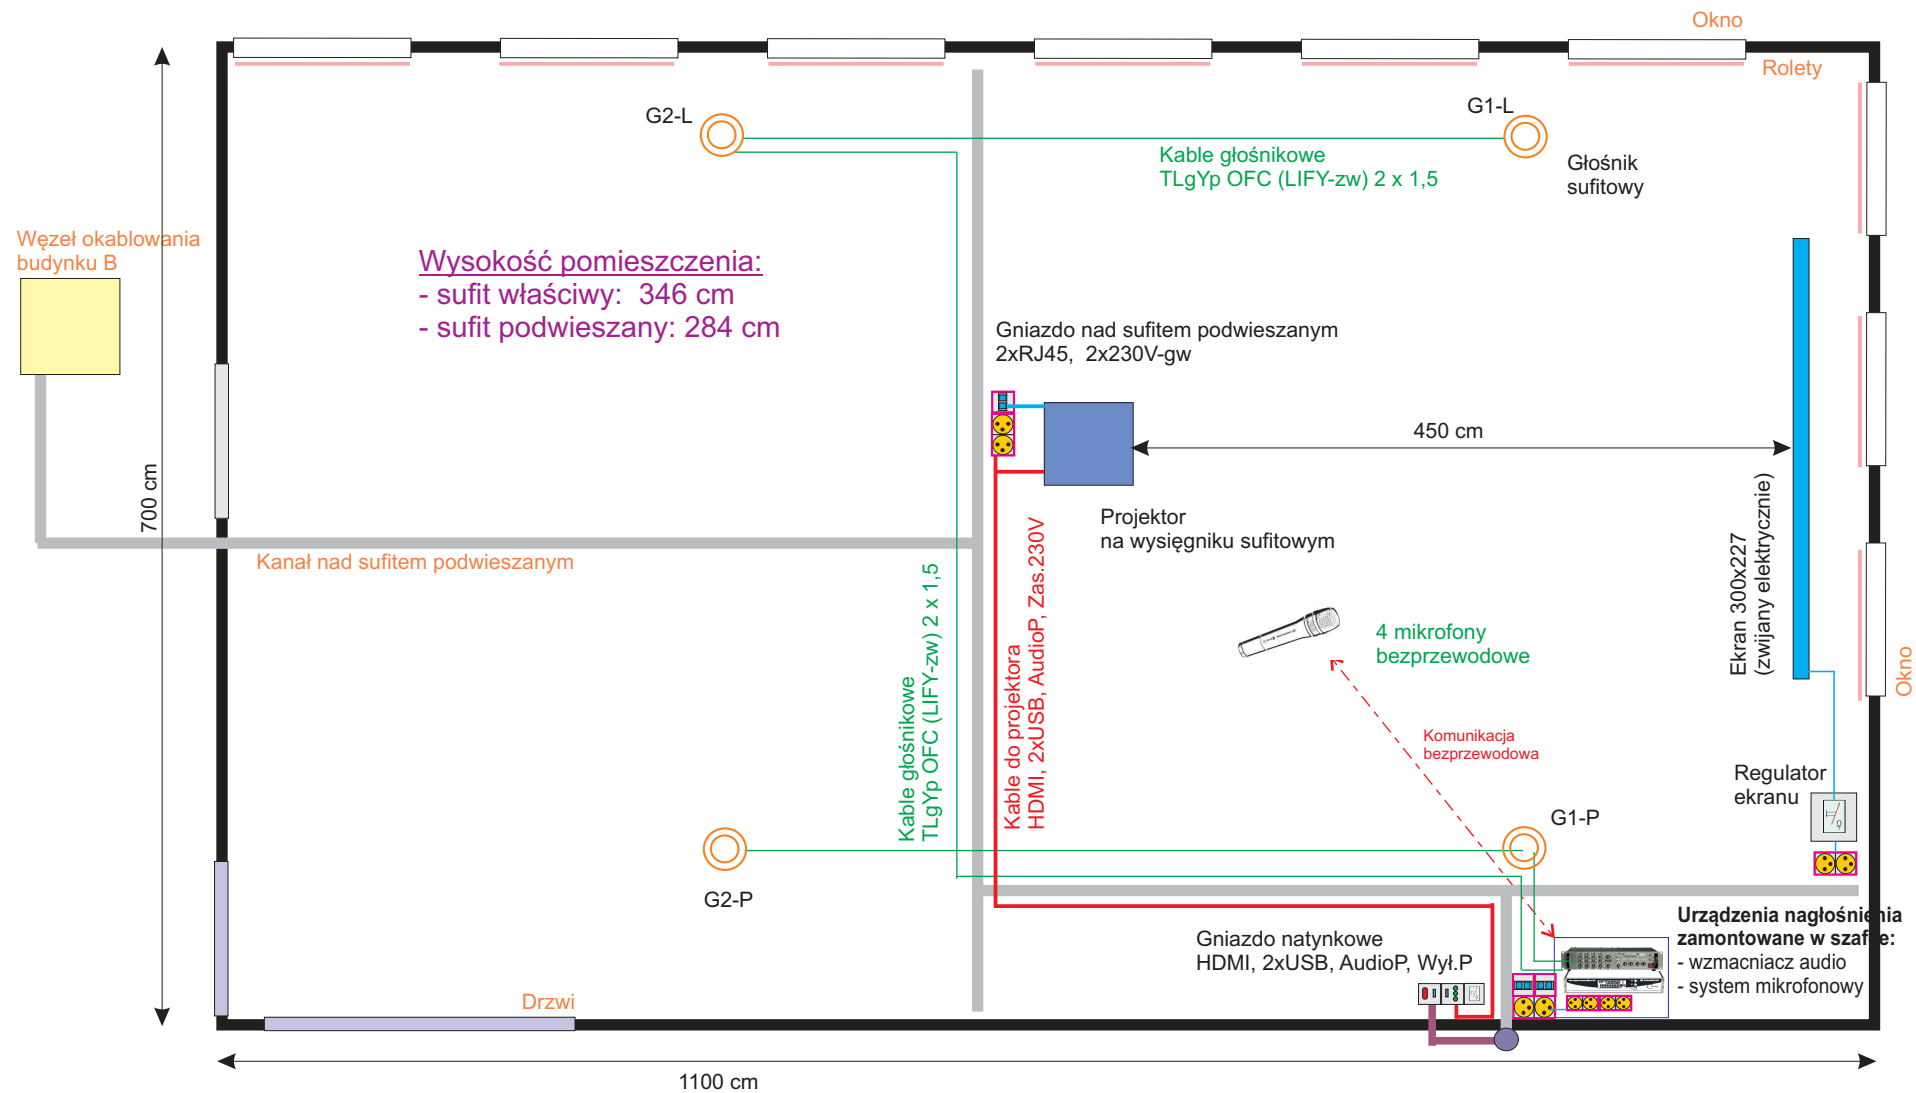 Okno
Rolety
G2-L
G1-L
Kable głośnikowe
TLgYp OFC (LIFY-zw) 2 x 1,5
Głośnik
sufitowy
Węzeł okablowania
budynku B
Wysokość pomieszczenia:
- sufit właściwy: 346 cm
- sufit podwieszany: 284 cm
Gniazdo nad sufitem podwieszanym
2xRJ45, 2x230V-gw
450 cm
700 cm
Projektor
na wysięgniku sufitowym
Ekran 300x227
(zwijany elektrycznie)
Kanał nad sufitem podwieszanym
Kable głośnikowe
TLgYp OFC (LIFY-zw) 2 x 1,5
Kable do projektora
HDMI, 2xUSB, AudioP, Zas.230V
4 mikrofony
bezprzewodowe
Okno
Komunikacja
bezprzewodowa
Regulator
ekranu
G1-P
G2-P
Gniazdo natynkowe
HDMI, 2xUSB, AudioP, Wył.P
Urządzenia nagłośnienia
zamontowane w szafce:
- wzmacniacz audio
- system mikrofonowy
Drzwi
1100 cm